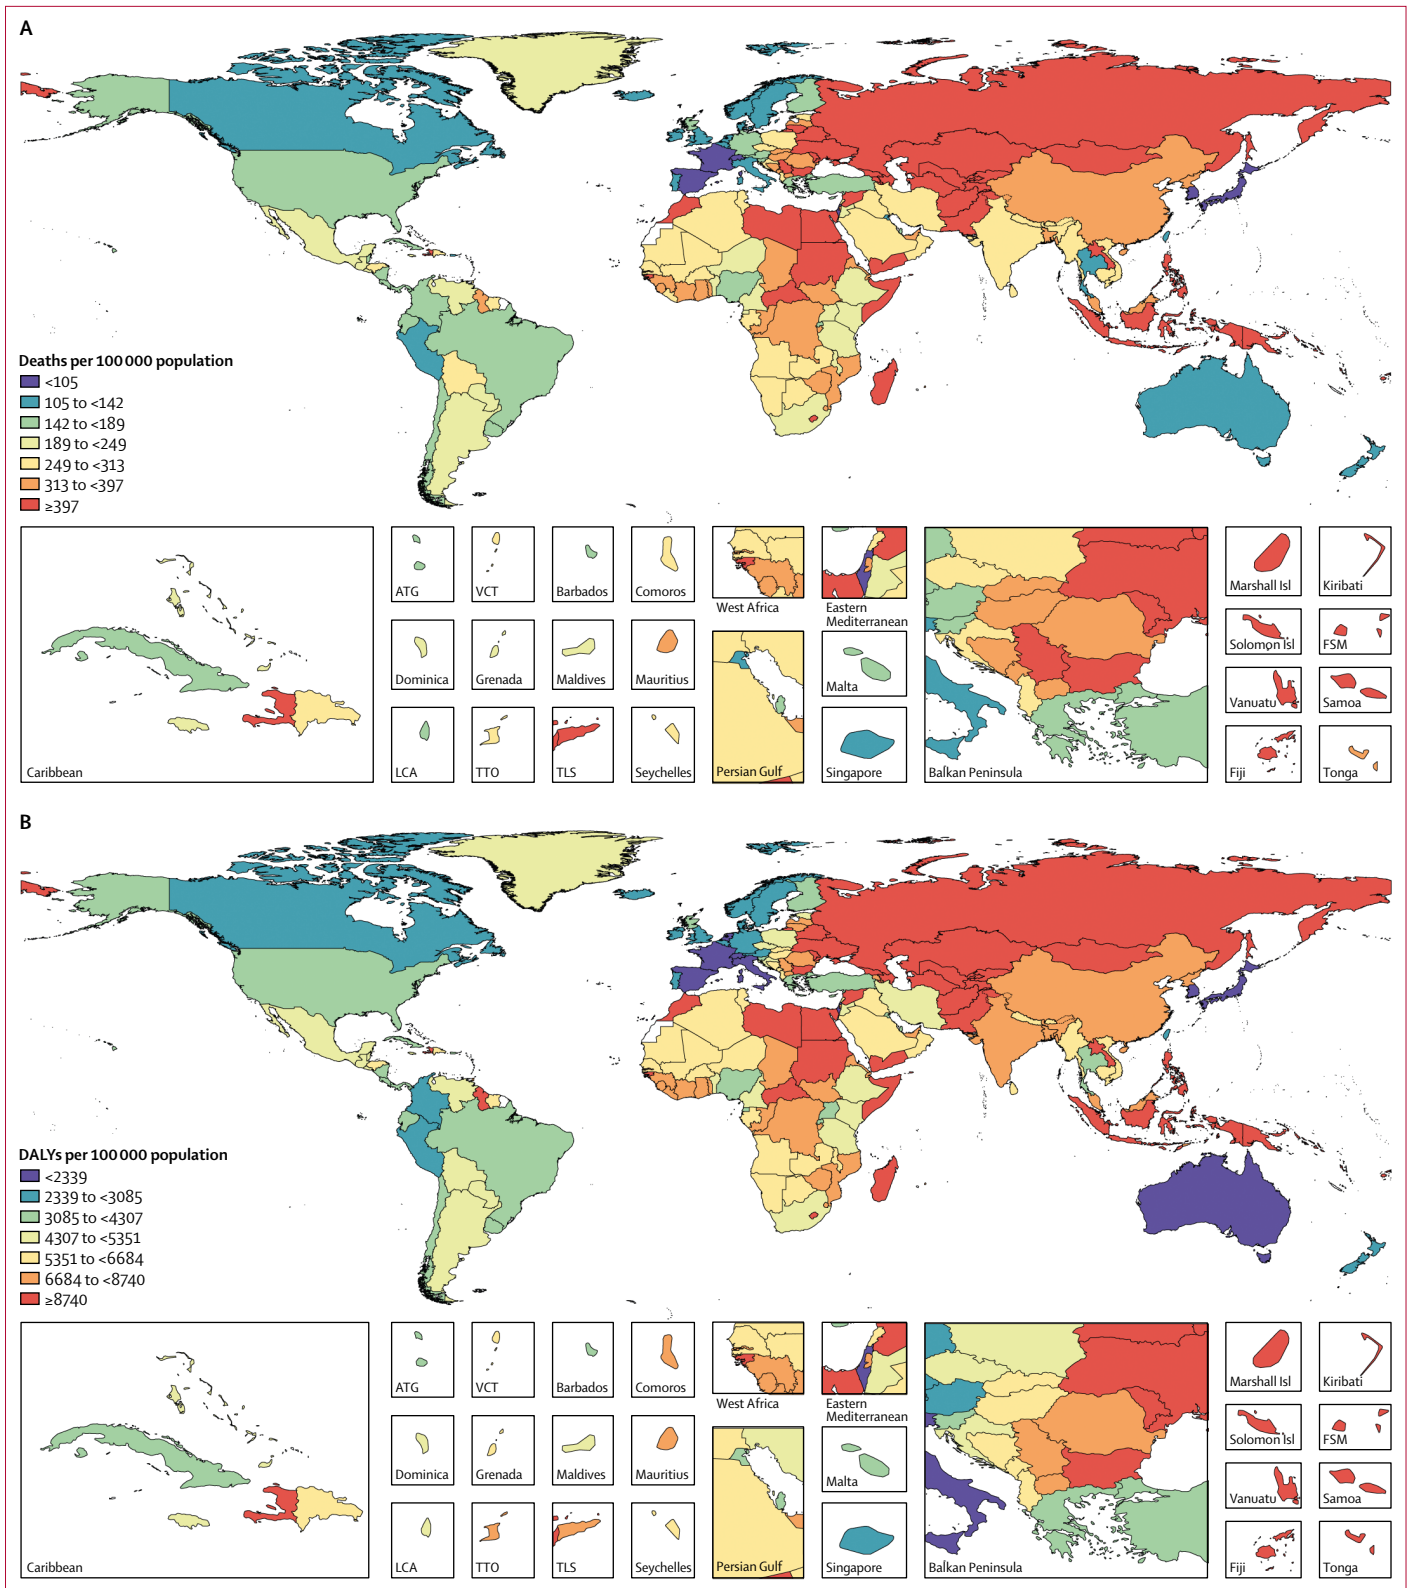 A
Deaths per 100 000 population
<105
105 to <142
142 to <189
189 to <249
249 to <313
313 to <397
≥397
Caribbean
ATG
VCT
Barbados
Comoros
Dominica
Grenada
Maldives
Mauritius
LCA
TTO
TLS
Seychelles
West Africa
Eastern
Mediterranean
Persian Gulf
Malta
Singapore
Balkan Peninsula
Marshall Isl
Kiribati
Solomon Isl
FSM
Vanuatu
Samoa
Fiji
Tonga
B
DALYs per 100 000 population
<2339
2339 to <3085
3085 to <4307
4307 to <5351
5351 to <6684
6684 to <8740
≥8740
Caribbean
ATG
VCT
Barbados
Comoros
Dominica
Grenada
Maldives
Mauritius
LCA
TTO
TLS
Seychelles
West Africa
Eastern
Mediterranean
Persian Gulf
Malta
Singapore
Balkan Peninsula
Marshall Isl
Kiribati
Solomon Isl
FSM
Vanuatu
Samoa
Fiji
Tonga